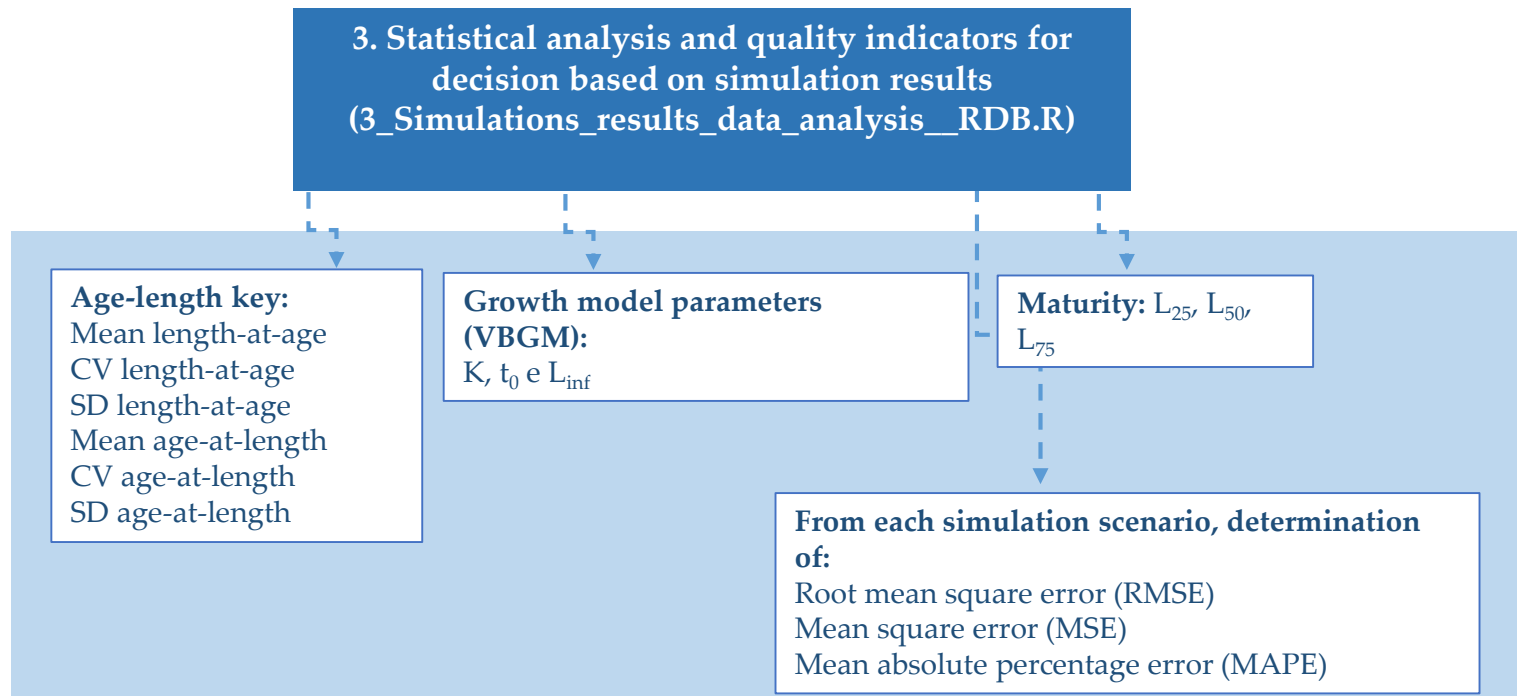 3. Statistical analysis and quality indicators for
decision based on simulation results
(3_Simulations_results_data_analysis__RDB.R)
Age-length key:
Mean length-at-age
CV length-at-age
SD length-at-age
Mean age-at-length
CV age-at-length
SD age-at-length
Growth model parameters
(VBGM):
K, t₀ e L_inf
Maturity: L₂₅, L₅₀,
L₇₅
From each simulation scenario, determination
of:
Root mean square error (RMSE)
Mean square error (MSE)
Mean absolute percentage error (MAPE)